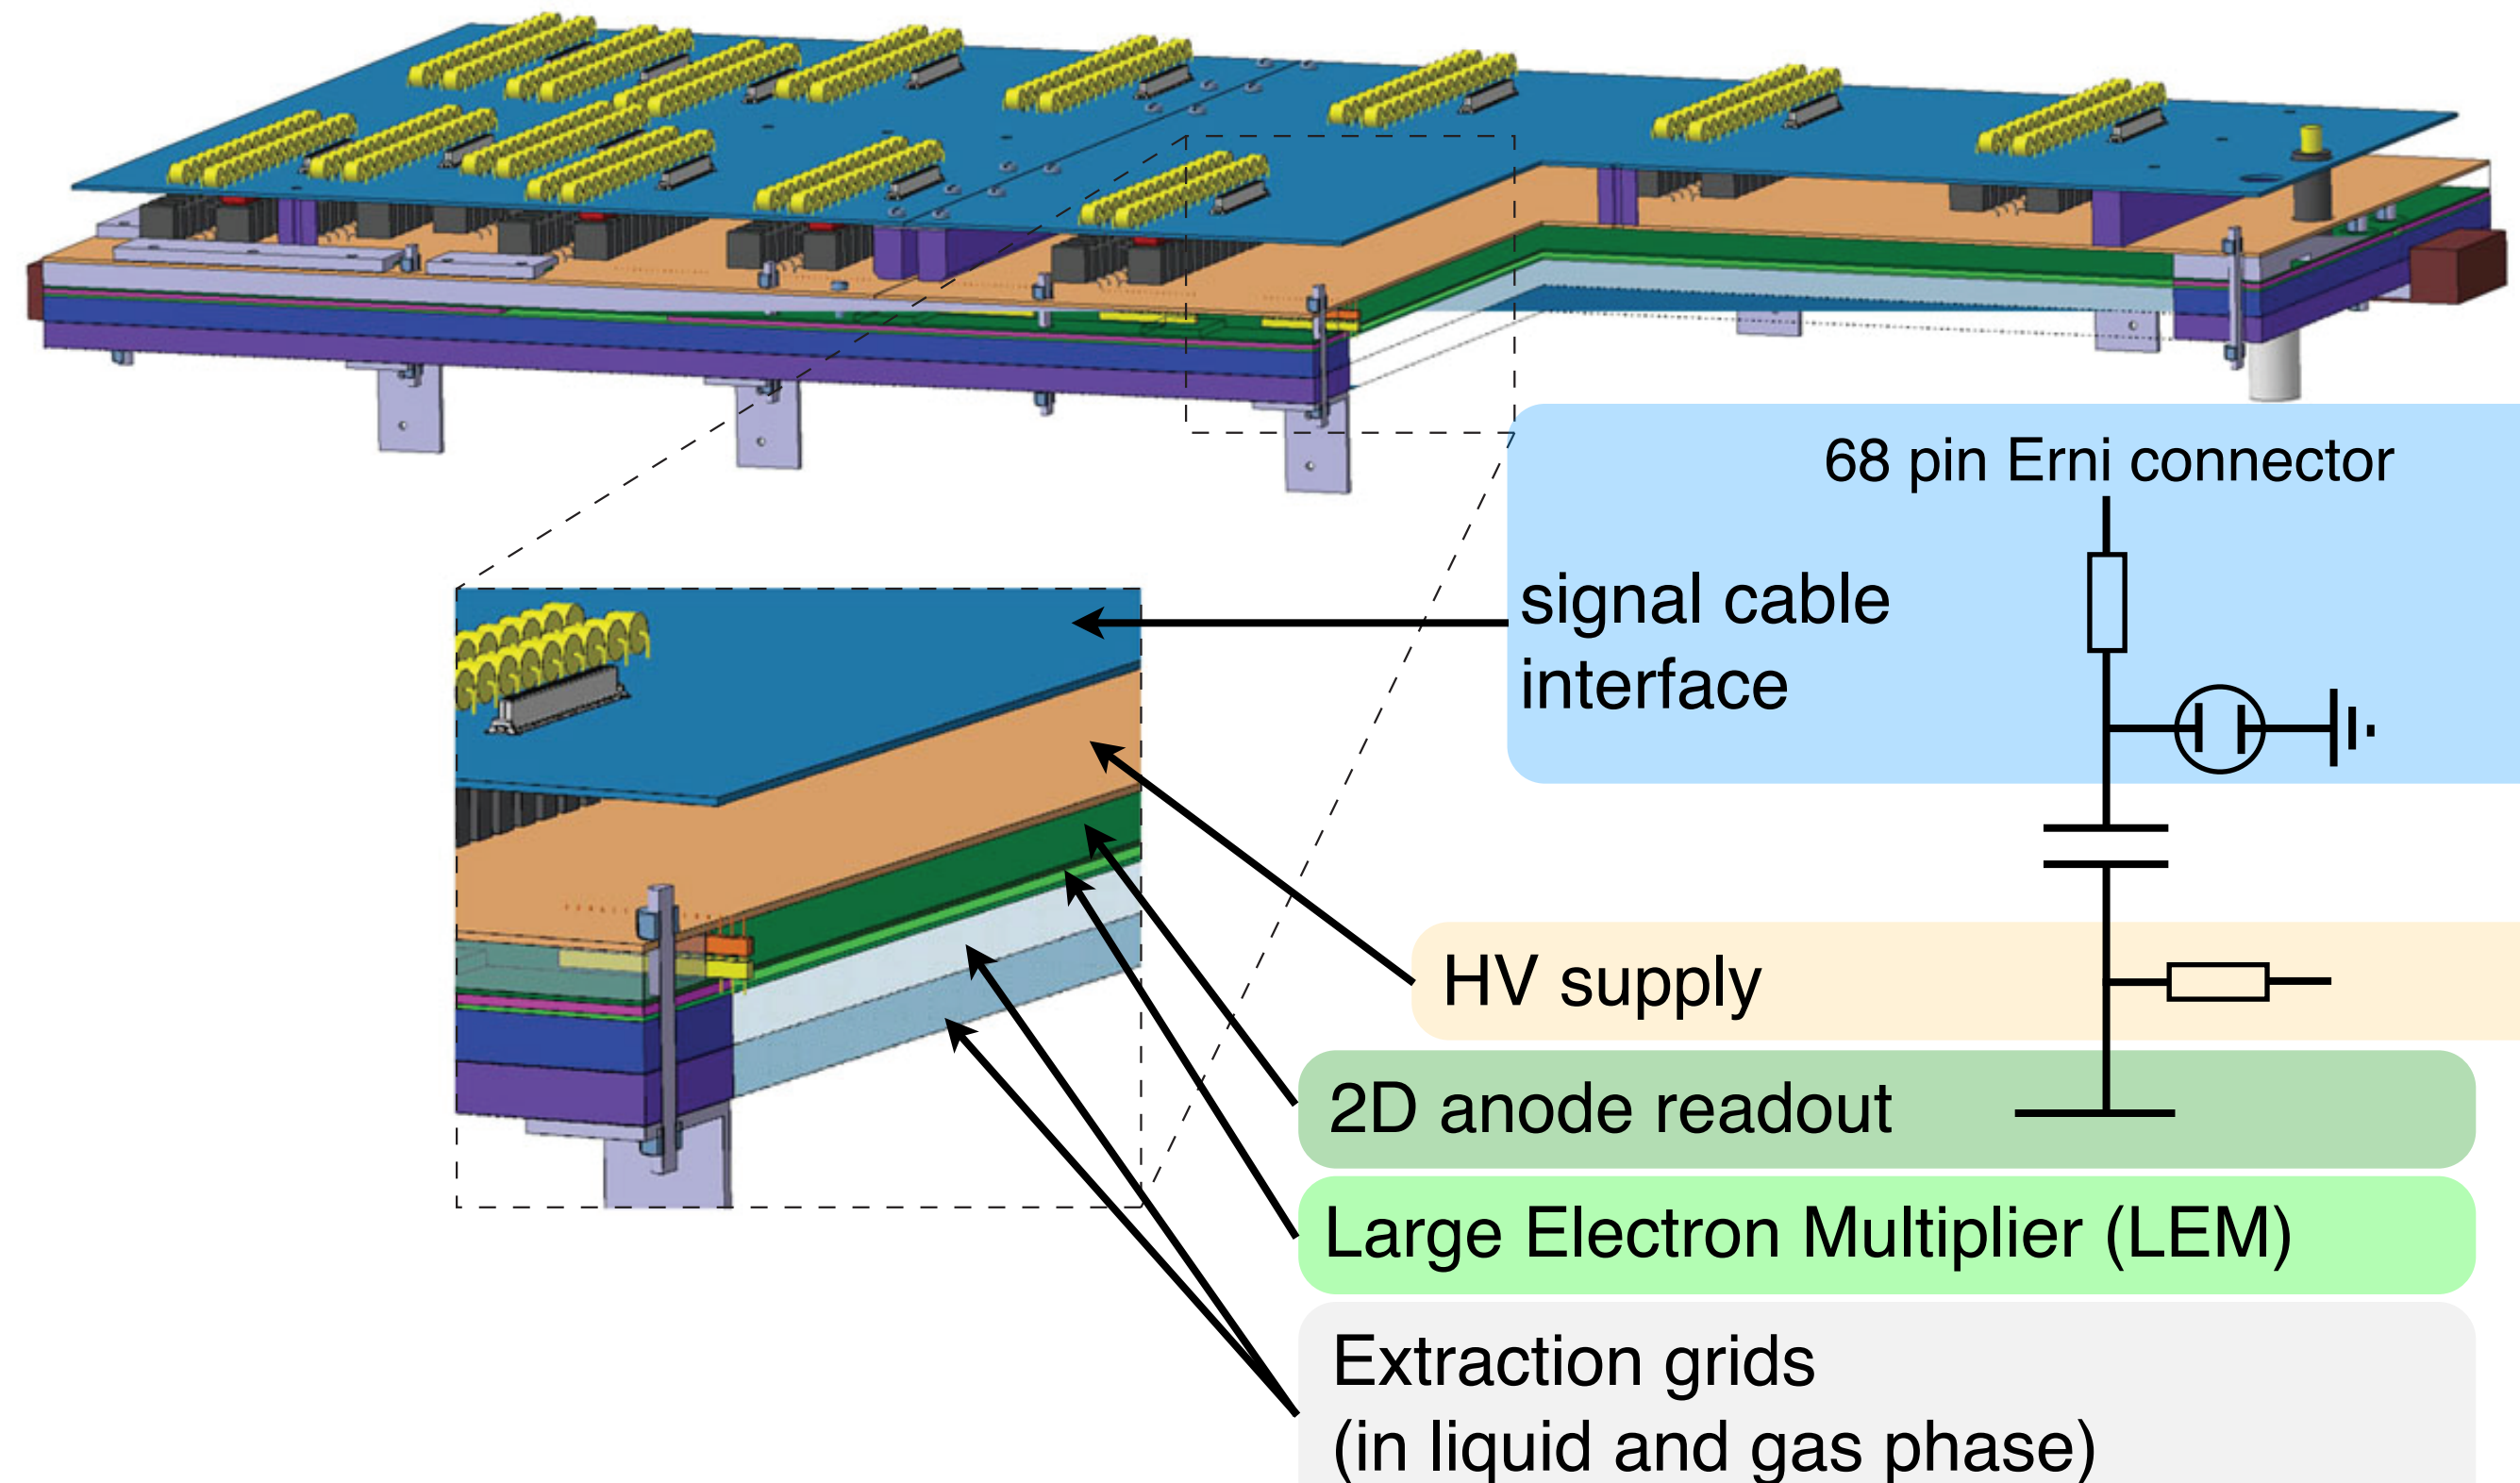 68 pin Erni connector
signal cable
interface
HV supply
2D anode readout
Large Electron Multiplier (LEM)
Extraction grids
(in liquid and gas phase)